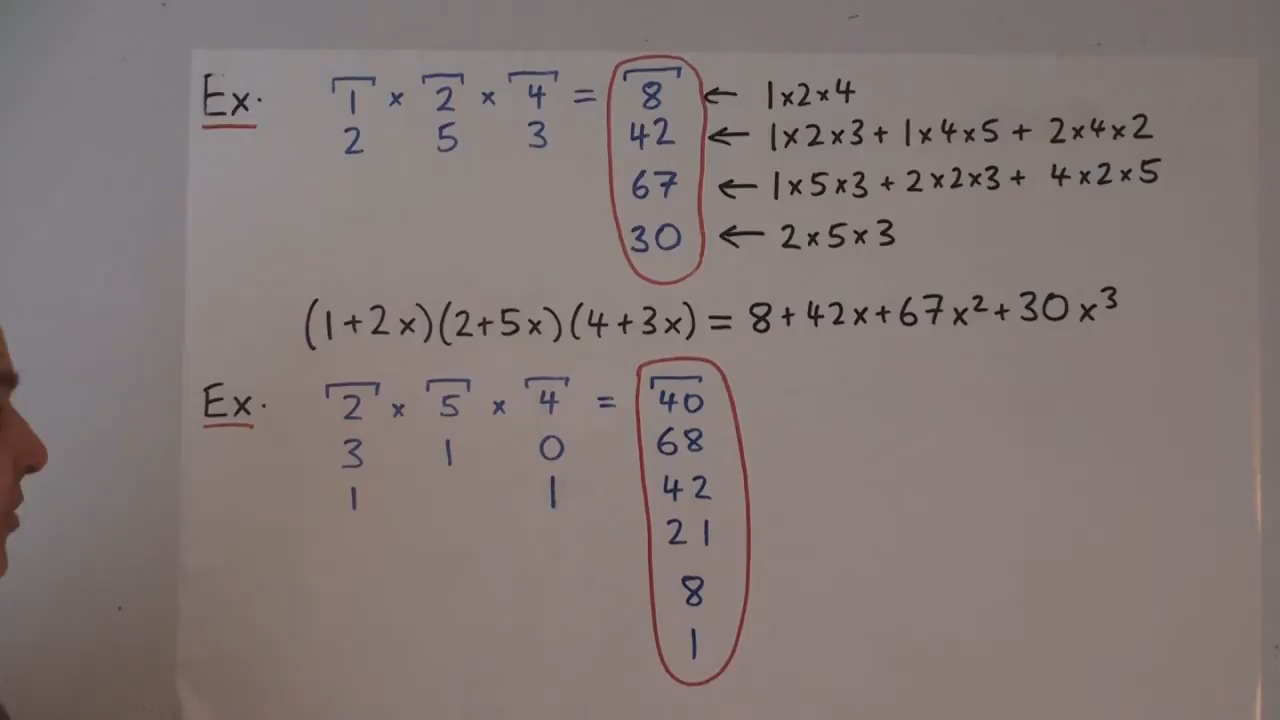 Ex. 1 × 2 × 4 = 8 ← 1×2×4
2 5 3 42 ← 1×2×3 + 1×4×5 + 2×4×2
67 ← 1×5×3 + 2×2×3 + 4×2×5
30 ← 2×5×3
(1+2x)(2+5x)(4+3x) = 8+42x+67x²+30x³
Ex. 2 × 5 × 4 = 40
3 1 0 68
1 1 42
21
8
1